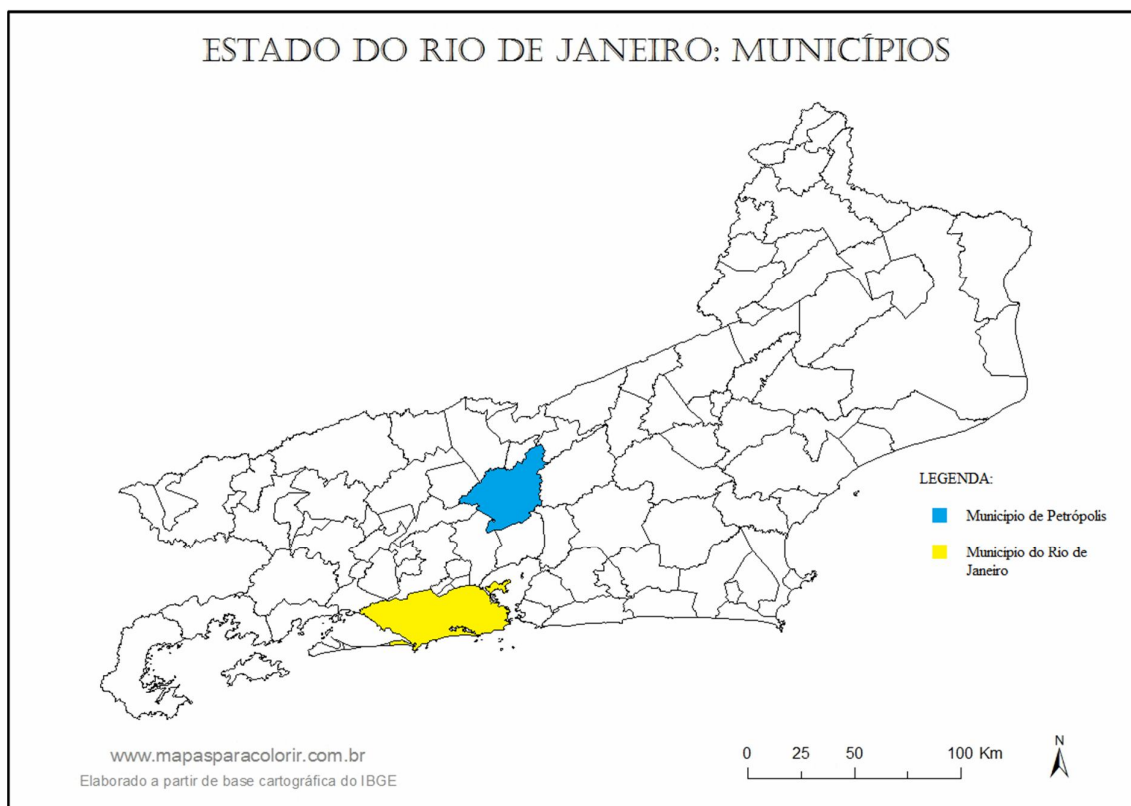 ESTADO DO RIO DE JANEIRO: MUNICÍPIOS
LEGENDA:
Município de Petrópolis
Município do Rio de
Janeiro
www.mapasparacolorir.com.br
Elaborado a partir de base cartográfica do IBGE
0 25 50 100 Km
N